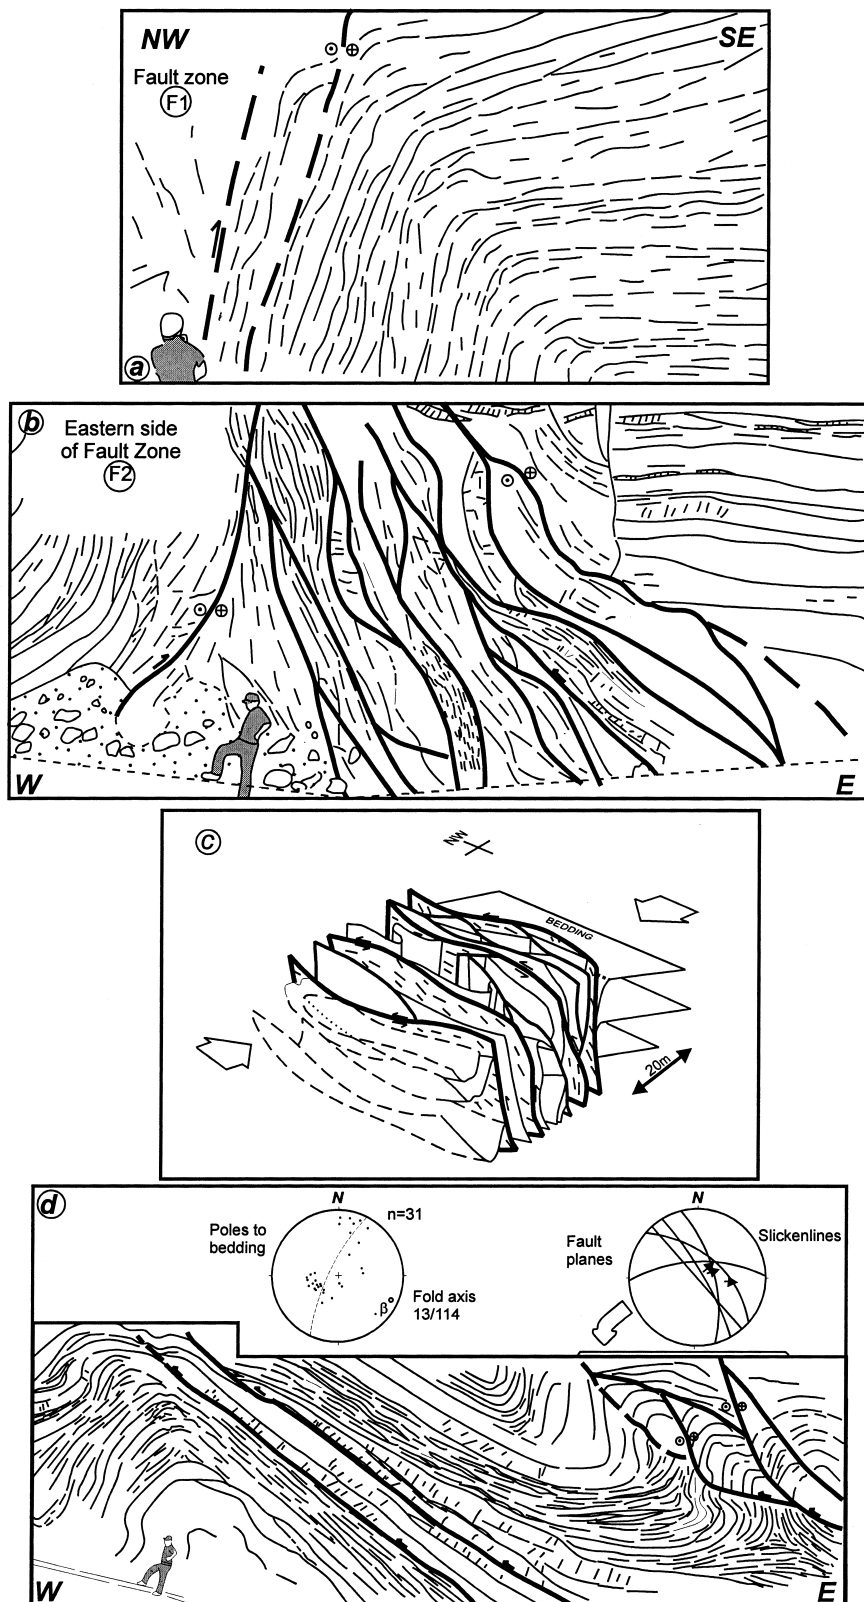 NW
SE
Fault zone
F1
a
b
Eastern side
of Fault Zone
F2
W
E
c
NW
BEDDING
20m
d
N
n=31
Poles to
bedding
β
Fold axis
13/114
N
Fault
planes
Slickenlines
W
E